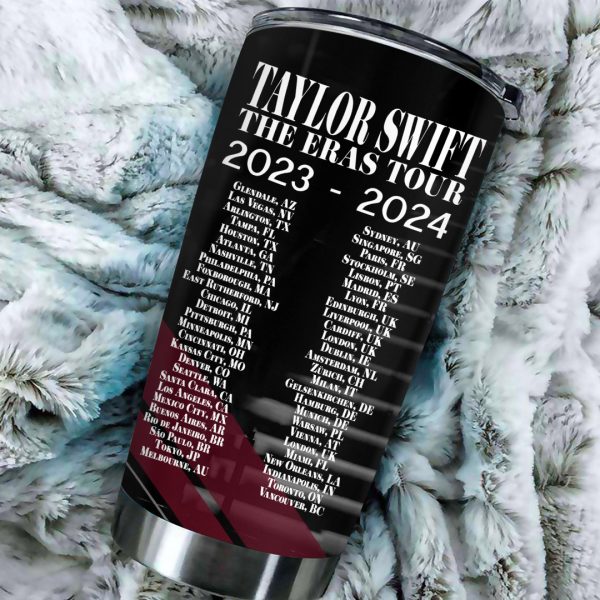 TAYLOR SWIFT
THE ERAS TOUR
2023 - 2024
GLENDALE, AZ
LAS VEGAS, NV
ARLINGTON, TX
TAMPA, FL
HOUSTON, TX
ATLANTA, GA
NASHVILLE, TN
PHILADELPHIA, PA
FOXBOROUGH, MA
EAST RUTHERFORD, NJ
CHICAGO, IL
DETROIT, MI
PITTSBURGH, PA
MINNEAPOLIS, MN
CINCINNATI, OH
KANSAS CITY, MO
DENVER, CO
SEATTLE, WA
SANTA CLARA, CA
LOS ANGELES, CA
MEXICO CITY, MX
BUENOS AIRES, AR
RIO DE JANEIRO, BR
SÃO PAULO, BR
TOKYO, JP
MELBOURNE, AU
SYDNEY, AU
SINGAPORE, SG
PARIS, FR
STOCKHOLM, SE
LISBON, PT
MADRID, ES
LYON, FR
EDINBURGH, UK
LIVERPOOL, UK
CARDIFF, UK
LONDON, UK
DUBLIN, IE
AMSTERDAM, NL
ZÜRICH, CH
MILAN, IT
GELSENKIRCHEN, DE
HAMBURG, DE
MUNICH, DE
WARSAW, PL
VIENNA, AT
LONDON, UK
MIAMI, FL
NEW ORLEANS, LA
INDIANAPOLIS, IN
TORONTO, ON
VANCOUVER, BC